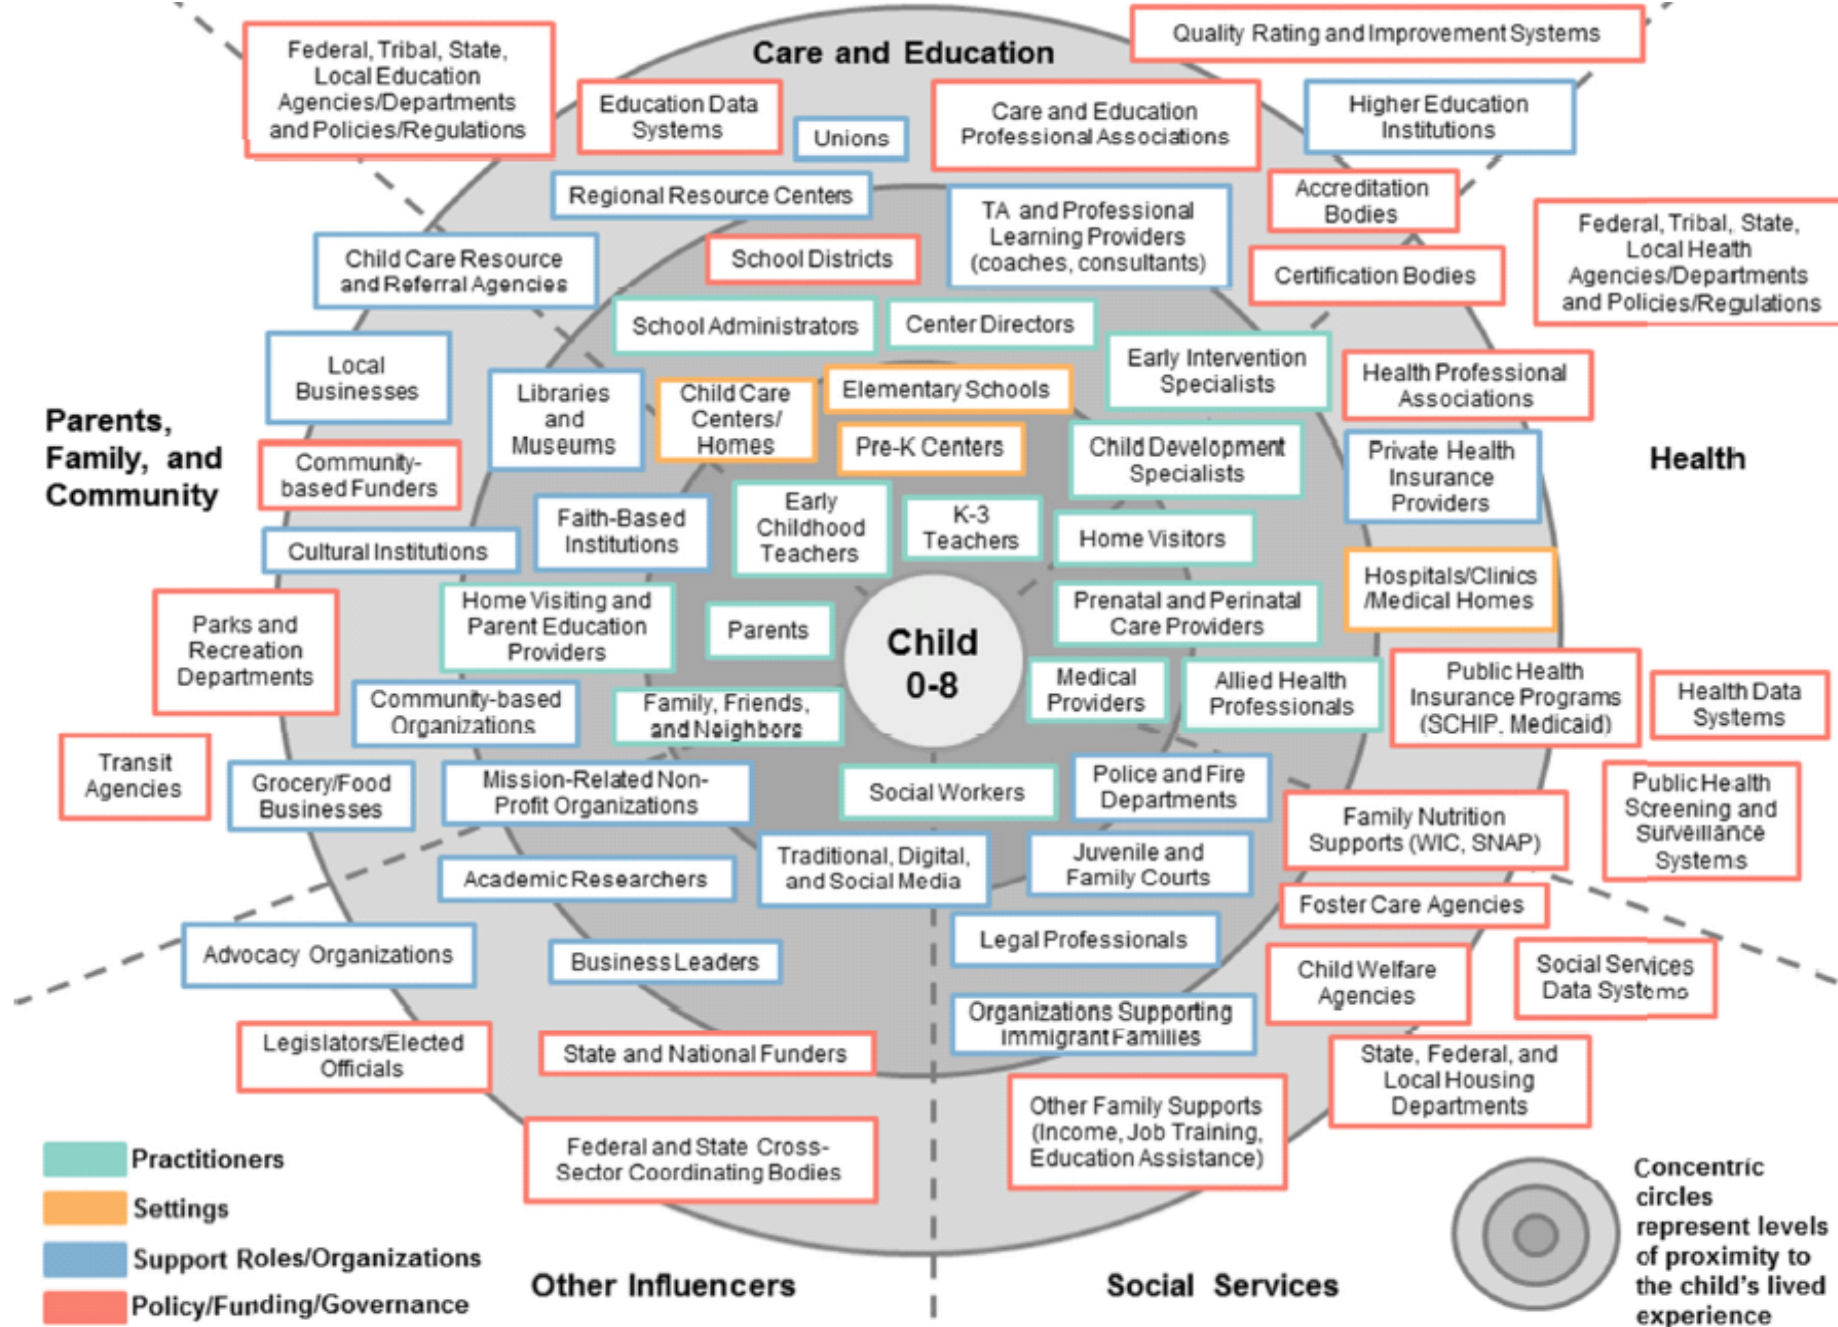 Care and Education
Quality Rating and Improvement Systems
Federal, Tribal, State,
Local Education
Agencies/Departments
and Policies/Regulations
Education Data
Systems
Unions
Care and Education
Professional Associations
Higher Education
Institutions
Regional Resource Centers
TA and Professional
Learning Providers
(coaches, consultants)
Accreditation
Bodies
Federal, Tribal, State,
Local Health
Agencies/Departments
and Policies/Regulations
Child Care Resource
and Referral Agencies
School Districts
Certification Bodies
School Administrators
Center Directors
Local
Businesses
Libraries
and
Museums
Child Care
Centers/
Homes
Elementary Schools
Early Intervention
Specialists
Health Professional
Associations
Parents,
Family, and
Community
Community-
based Funders
Pre-K Centers
Child Development
Specialists
Private Health
Insurance
Providers
Health
Cultural Institutions
Faith-Based
Institutions
Early
Childhood
Teachers
K-3
Teachers
Home Visitors
Hospitals/Clinics
/Medical Homes
Parks and
Recreation
Departments
Home Visiting and
Parent Education
Providers
Parents
Child
0-8
Prenatal and Perinatal
Care Providers
Community-based
Organizations
Family, Friends,
and Neighbors
Medical
Providers
Allied Health
Professionals
Public Health
Insurance Programs
(SCHIP, Medicaid)
Health Data
Systems
Transit
Agencies
Grocery/Food
Businesses
Mission-Related Non-
Profit Organizations
Social Workers
Police and Fire
Departments
Family Nutrition
Supports (WIC, SNAP)
Public Health
Screening and
Surveillance
Systems
Academic Researchers
Traditional, Digital,
and Social Media
Juvenile and
Family Courts
Foster Care Agencies
Advocacy Organizations
Business Leaders
Legal Professionals
Child Welfare
Agencies
Social Services
Data Systems
Organizations Supporting
Immigrant Families
Legislators/Elected
Officials
State and National Funders
State, Federal, and
Local Housing
Departments
Federal and State Cross-
Sector Coordinating Bodies
Other Family Supports
(Income, Job Training,
Education Assistance)
Practitioners
Settings
Support Roles/Organizations
Policy/Funding/Governance
Other Influencers
Social Services
Concentric
circles
represent levels
of proximity to
the child's lived
experience